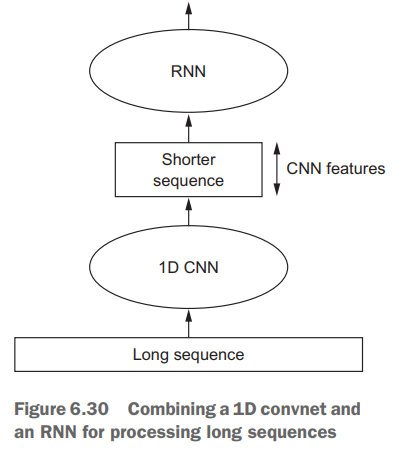 RNN
Shorter
sequence
CNN features
1D CNN
Long sequence
Figure 6.30 Combining a 1D convnet and
an RNN for processing long sequences